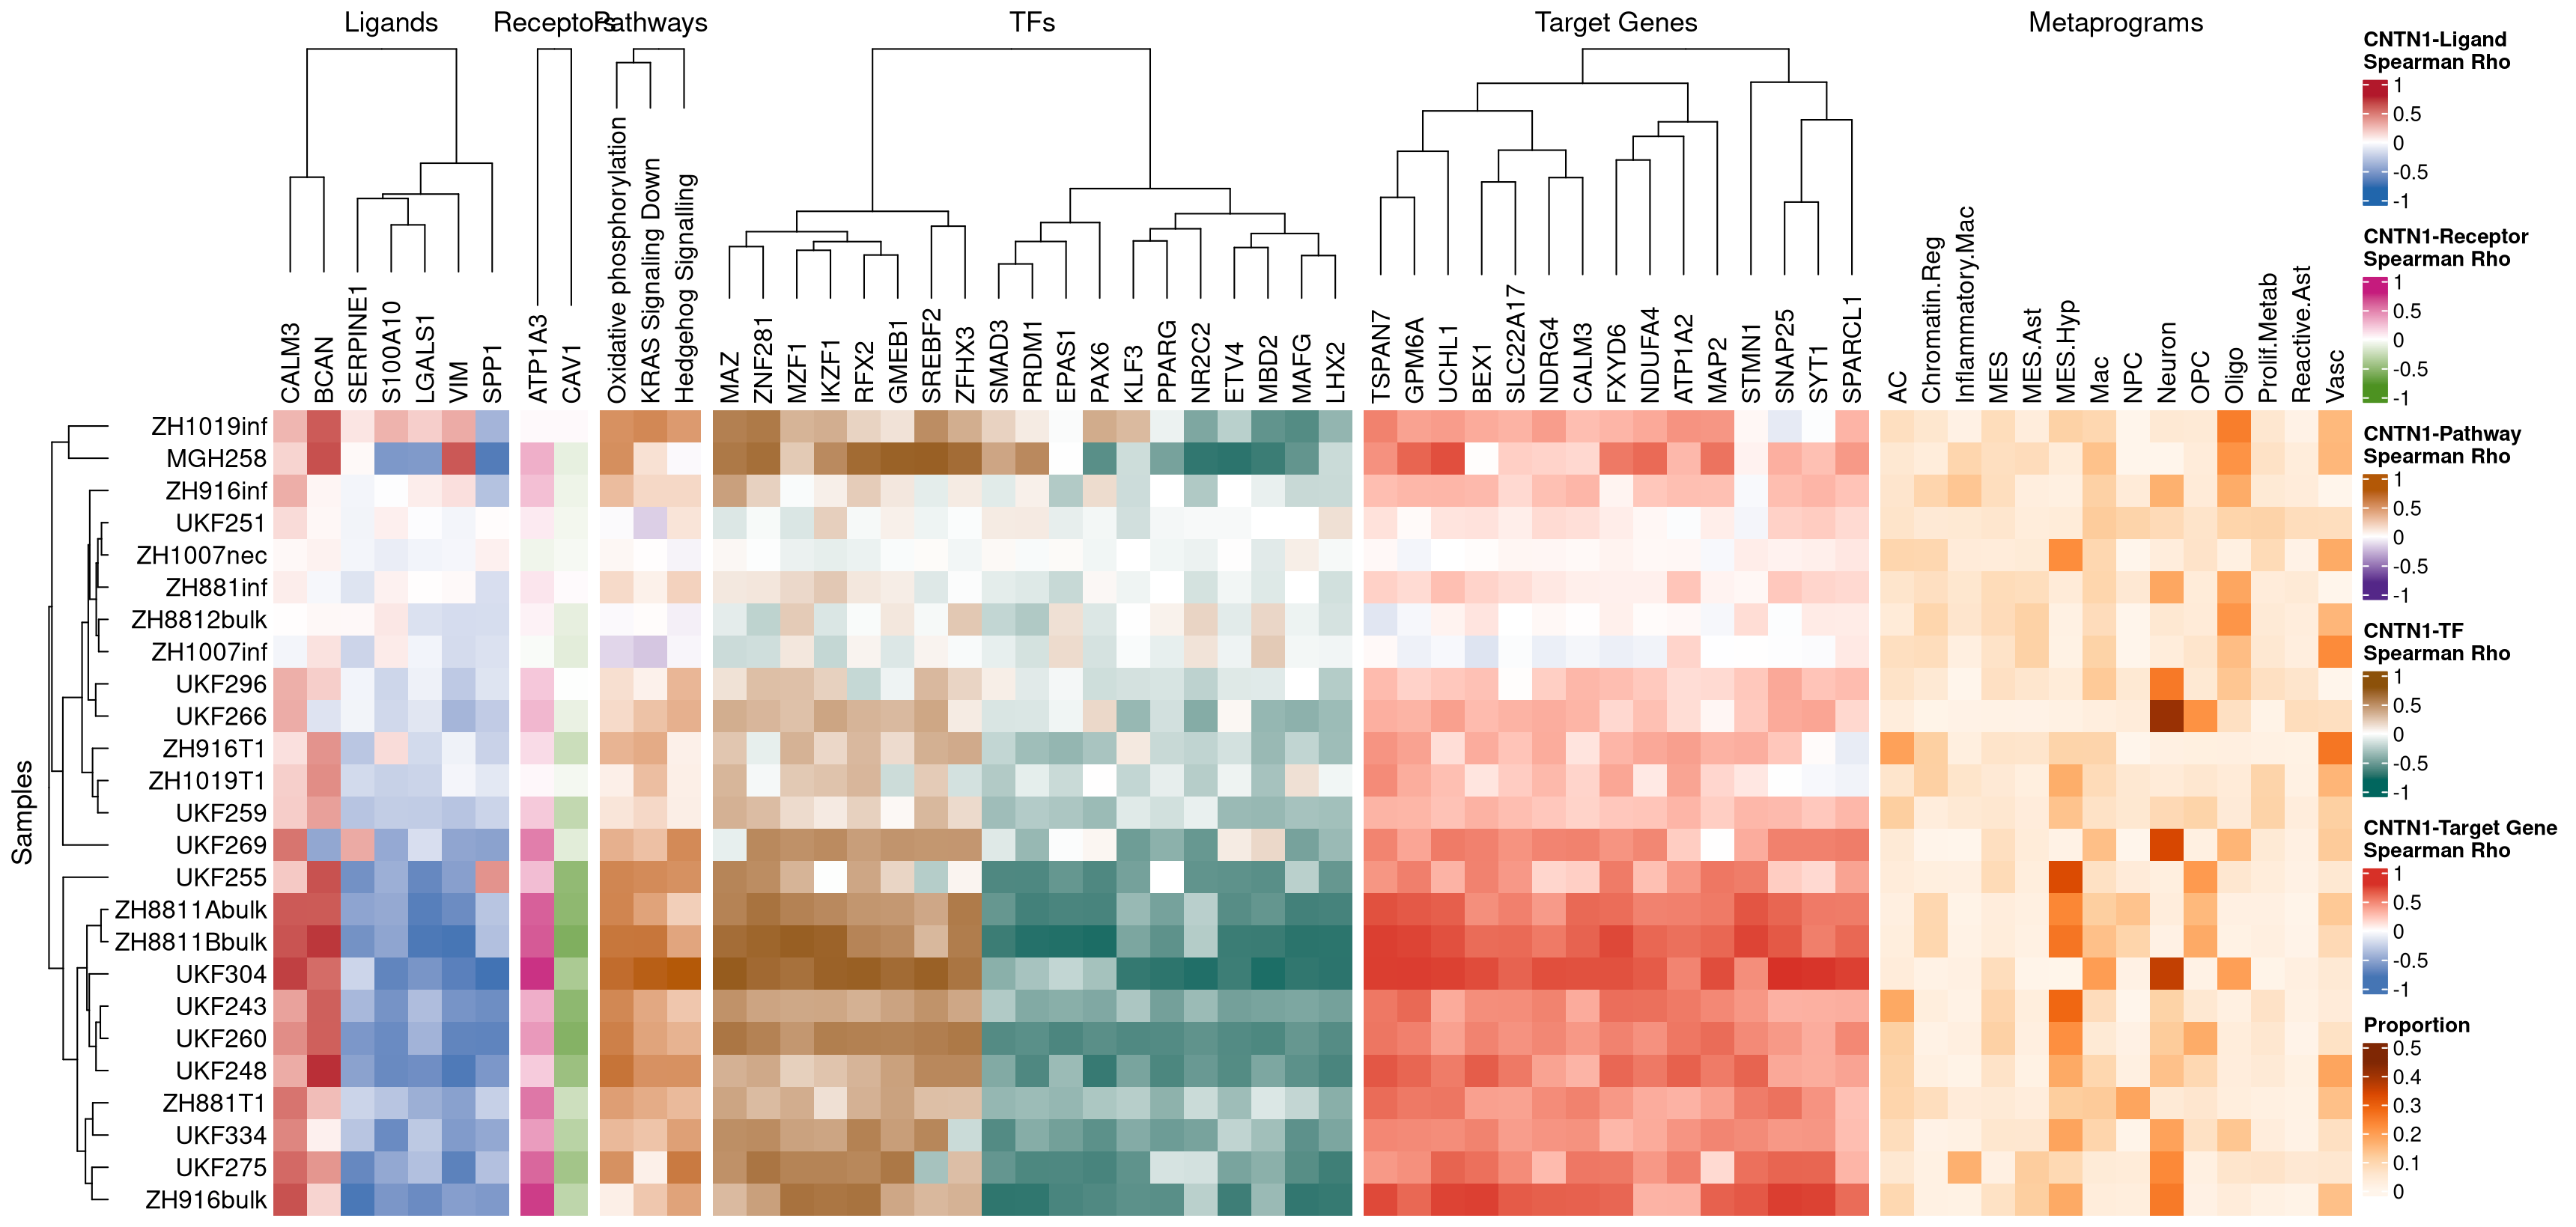 Ligands
Receptors
Pathways
TFs
Target Genes
Metaprograms
CALM3
BCAN
SERPINE1
S100A10
LGALS1
VIM
SPP1
ATP1A3
CAV1
Oxidative phosphorylation
KRAS Signaling Down
Hedgehog Signalling
MAZ
ZNF281
MZF1
IKZF1
RFX2
GMEB1
SREBF2
ZFHX3
SMAD3
PRDM1
EPAS1
PAX6
KLF3
PPARG
NR2C2
ETV4
MBD2
MAFG
LHX2
TSPAN7
GPM6A
UCHL1
BEX1
SLC22A17
NDRG4
CALM3
FXYD6
NDUFA4
ATP1A2
MAP2
STMN1
SNAP25
SYT1
SPARCL1
AC
Chromatin.Reg
Inflammatory.Mac
MES
MES.Ast
MES.Hyp
Mac
NPC
Neuron
OPC
Oligo
Prolif.Metab
Reactive.Ast
Vasc
Samples
ZH1019inf
MGH258
ZH916inf
UKF251
ZH1007nec
ZH881inf
ZH8812bulk
ZH1007inf
UKF296
UKF266
ZH916T1
ZH1019T1
UKF259
UKF269
UKF255
ZH8811Abulk
ZH8811Bbulk
UKF304
UKF243
UKF260
UKF248
ZH881T1
UKF334
UKF275
ZH916bulk
CNTN1-Ligand
Spearman Rho
1
0.5
0
-0.5
-1
CNTN1-Receptor
Spearman Rho
1
0.5
0
-0.5
-1
CNTN1-Pathway
Spearman Rho
1
0.5
0
-0.5
-1
CNTN1-TF
Spearman Rho
1
0.5
0
-0.5
-1
CNTN1-Target Gene
Spearman Rho
1
0.5
0
-0.5
-1
Proportion
0.5
0.4
0.3
0.2
0.1
0